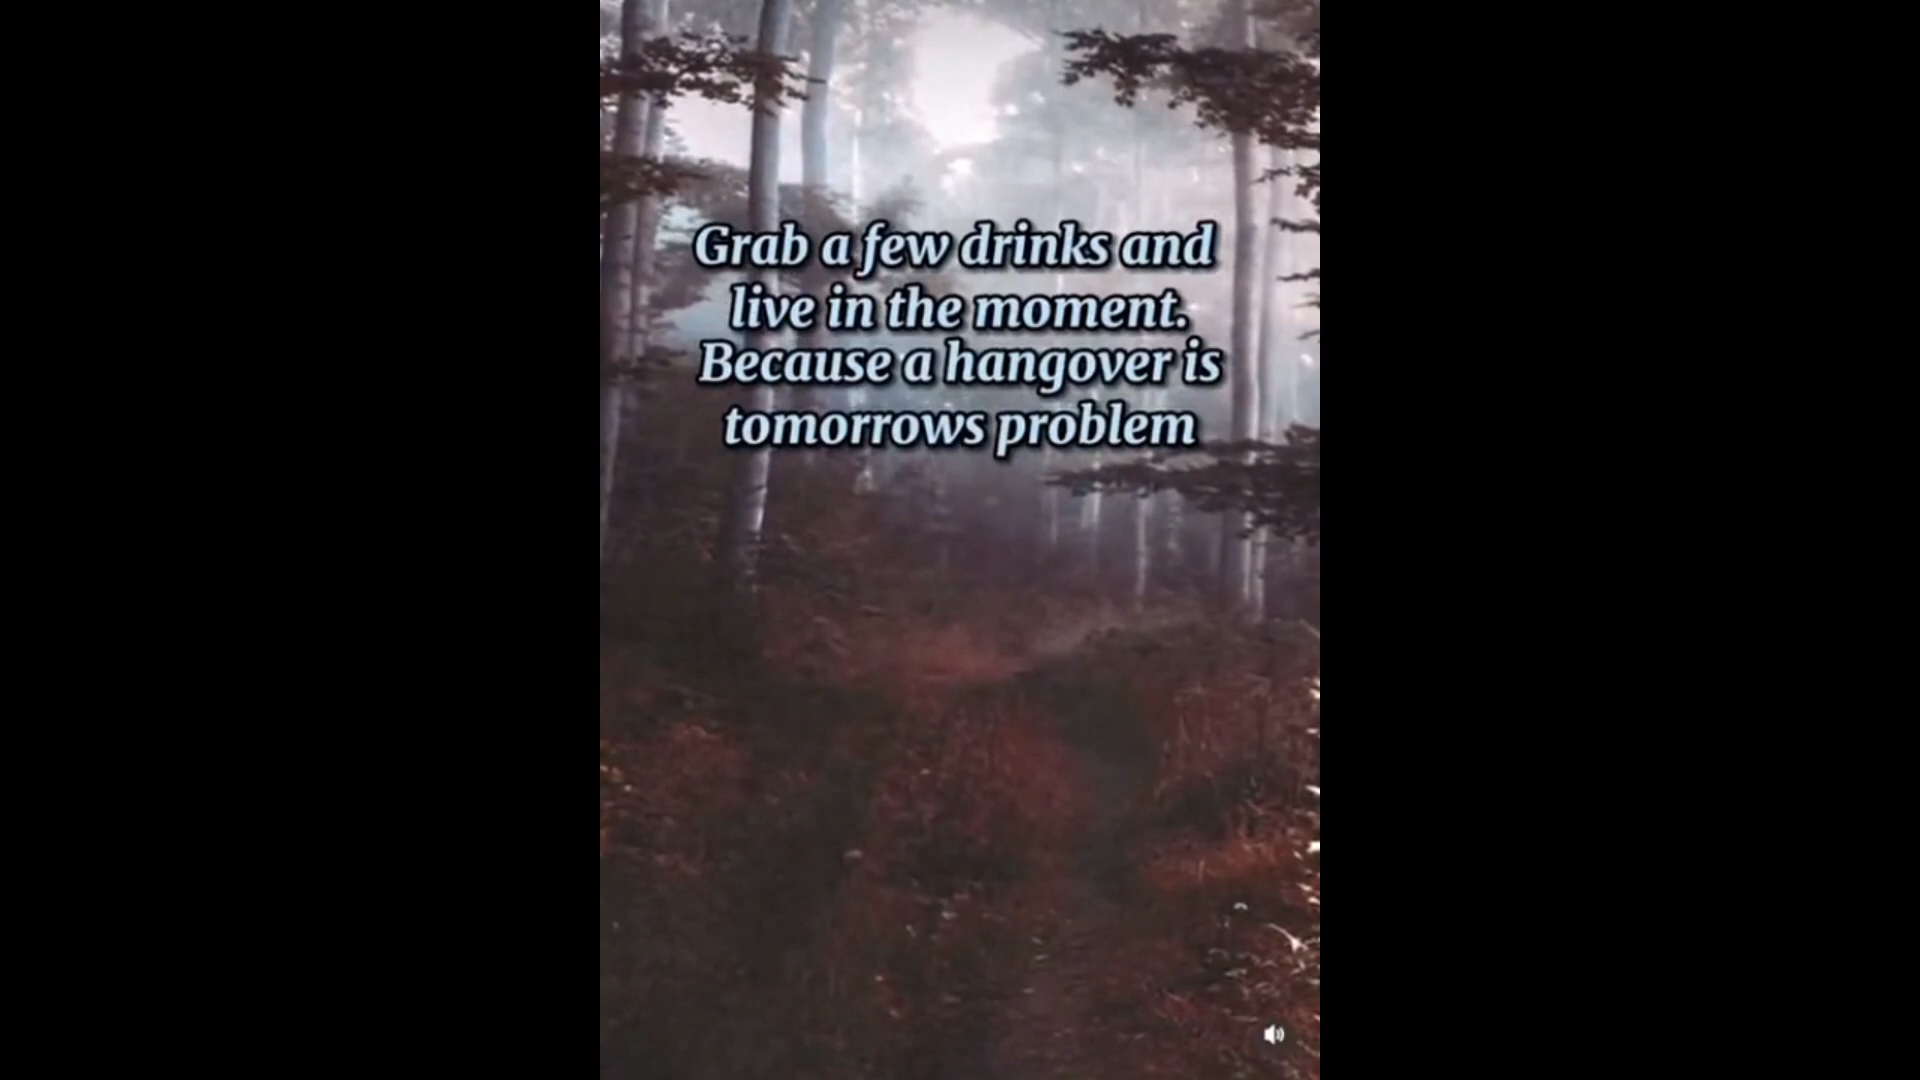 Grab a few drinks and
live in the moment.
Because a hangover is
tomorrows problem